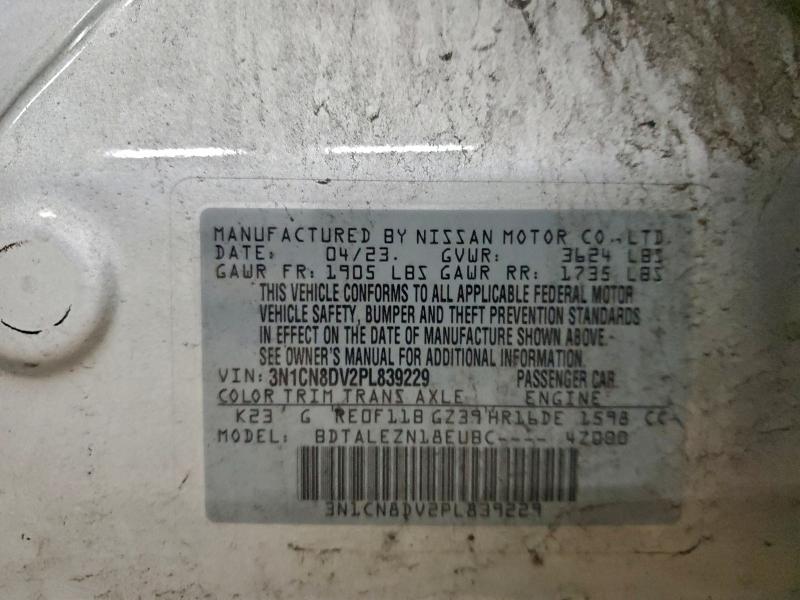 MANUFACTURED BY NISSAN MOTOR CO.,LTD.
DATE: 04/23. GVWR: 3624 LBS
GAWR FR: 1905 LBS GAWR RR: 1735 LBS
THIS VEHICLE CONFORMS TO ALL APPLICABLE FEDERAL MOTOR
VEHICLE SAFETY, BUMPER AND THEFT PREVENTION STANDARDS
IN EFFECT ON THE DATE OF MANUFACTURE SHOWN ABOVE.
SEE OWNER'S MANUAL FOR ADDITIONAL INFORMATION.
VIN: 3N1CN8DV2PL839229 PASSENGER CAR
COLOR TRIM TRANS AXLE ENGINE
K23 G RE0F11B GZ39 HR16DE 1598 CC
MODEL: BDTALEZN18EUBC---- 4Z000
3N1CN8DV2PL839229